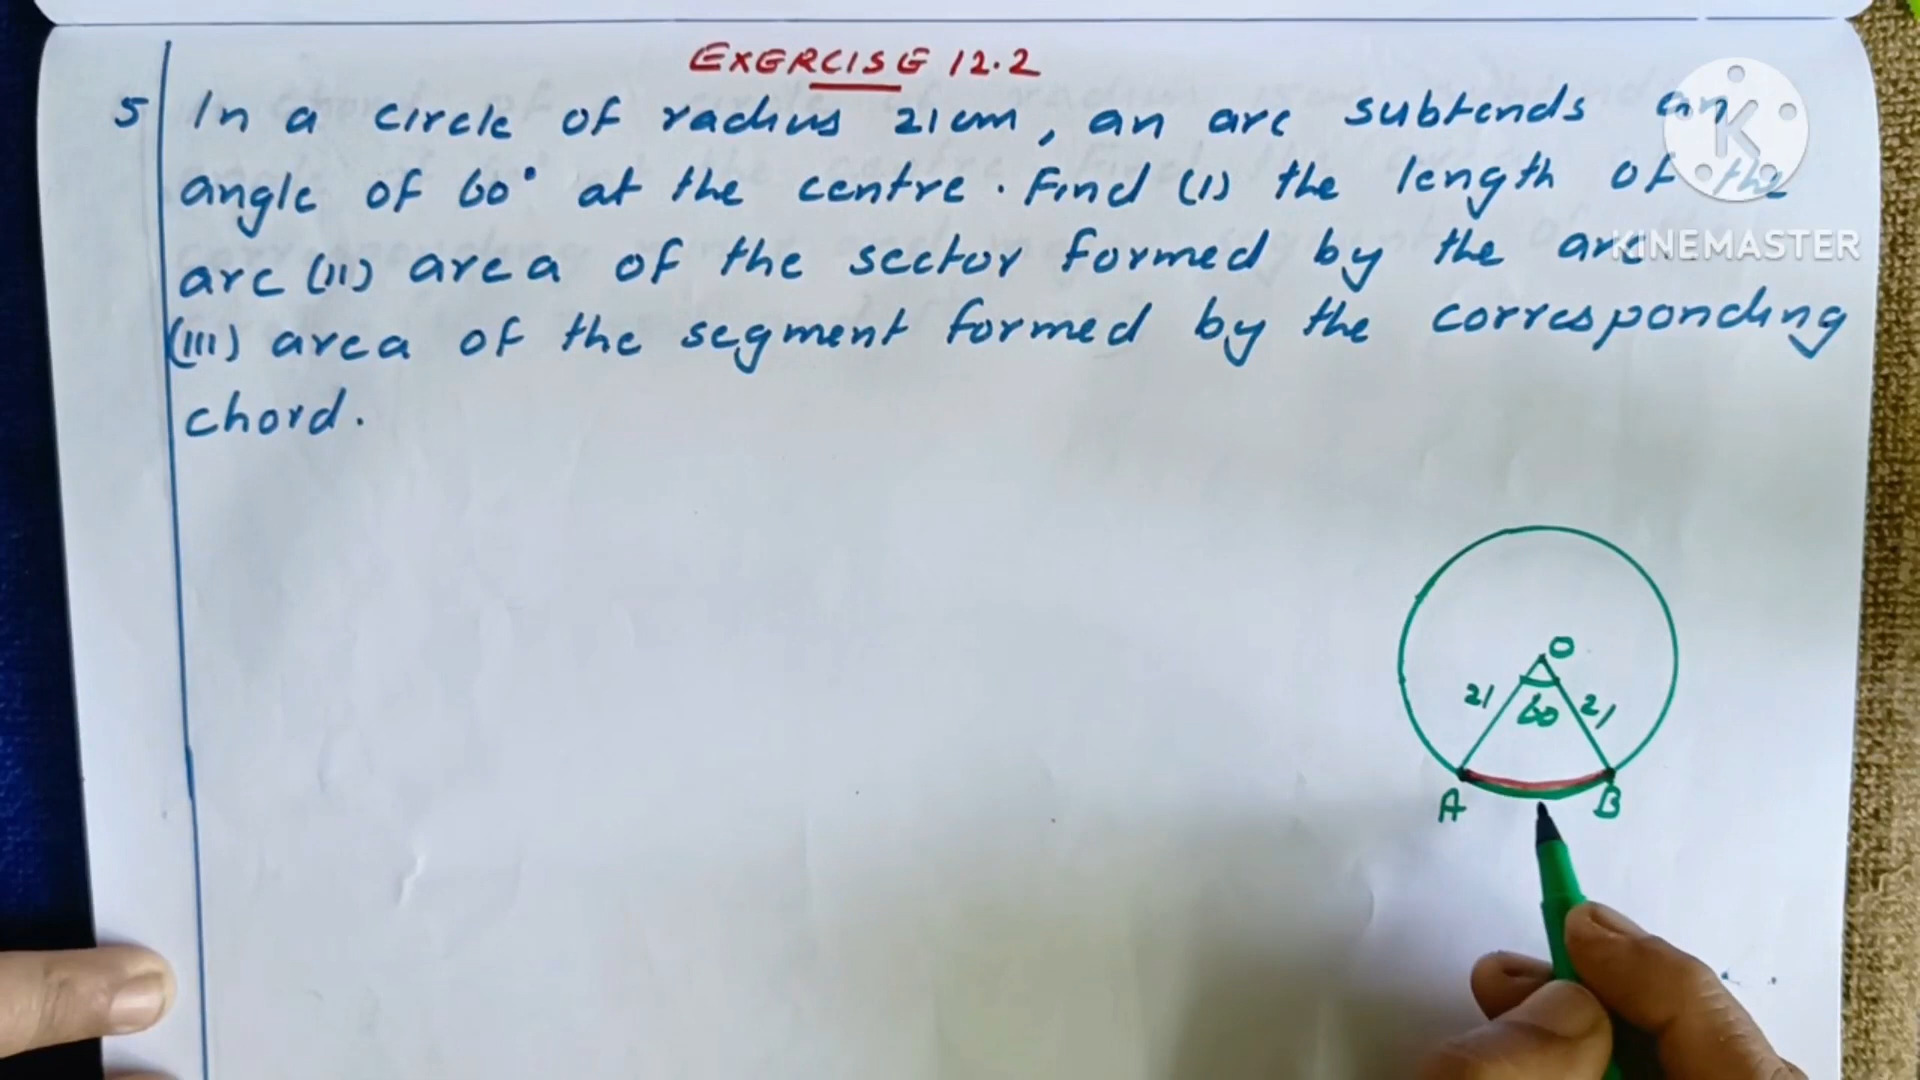 EXERCISE 12.2
5 In a circle of radius 21cm, an arc subtends an
angle of 60° at the centre. Find (i) the length of the
arc (ii) area of the sector formed by the arc
(iii) area of the segment formed by the corresponding
chord.
KINEMASTER
O
21 60 21
A B